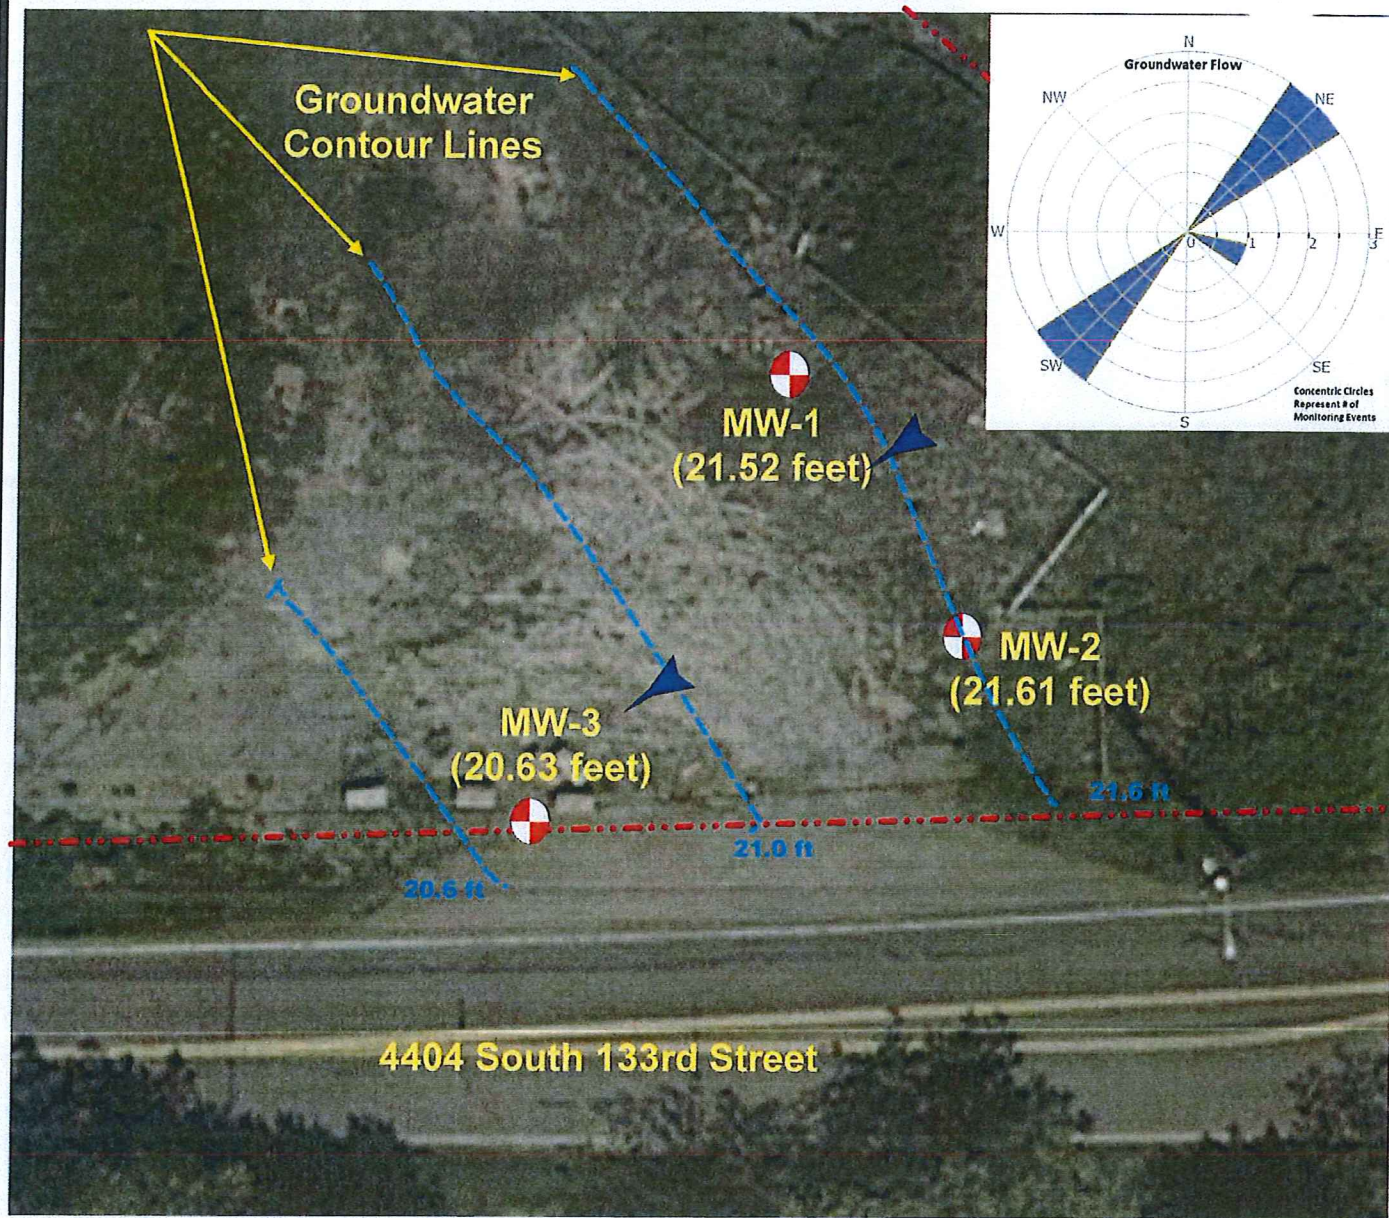 Groundwater
Contour Lines
MW-1
(21.52 feet)
MW-2
(21.61 feet)
MW-3
(20.63 feet)
21.6 ft
21.0 ft
20.6 ft
4404 South 133rd Street
N
Groundwater Flow
NW
NE
W
0
1
2
3
E
SW
SE
S
Concentric Circles
Represent # of
Monitoring Events